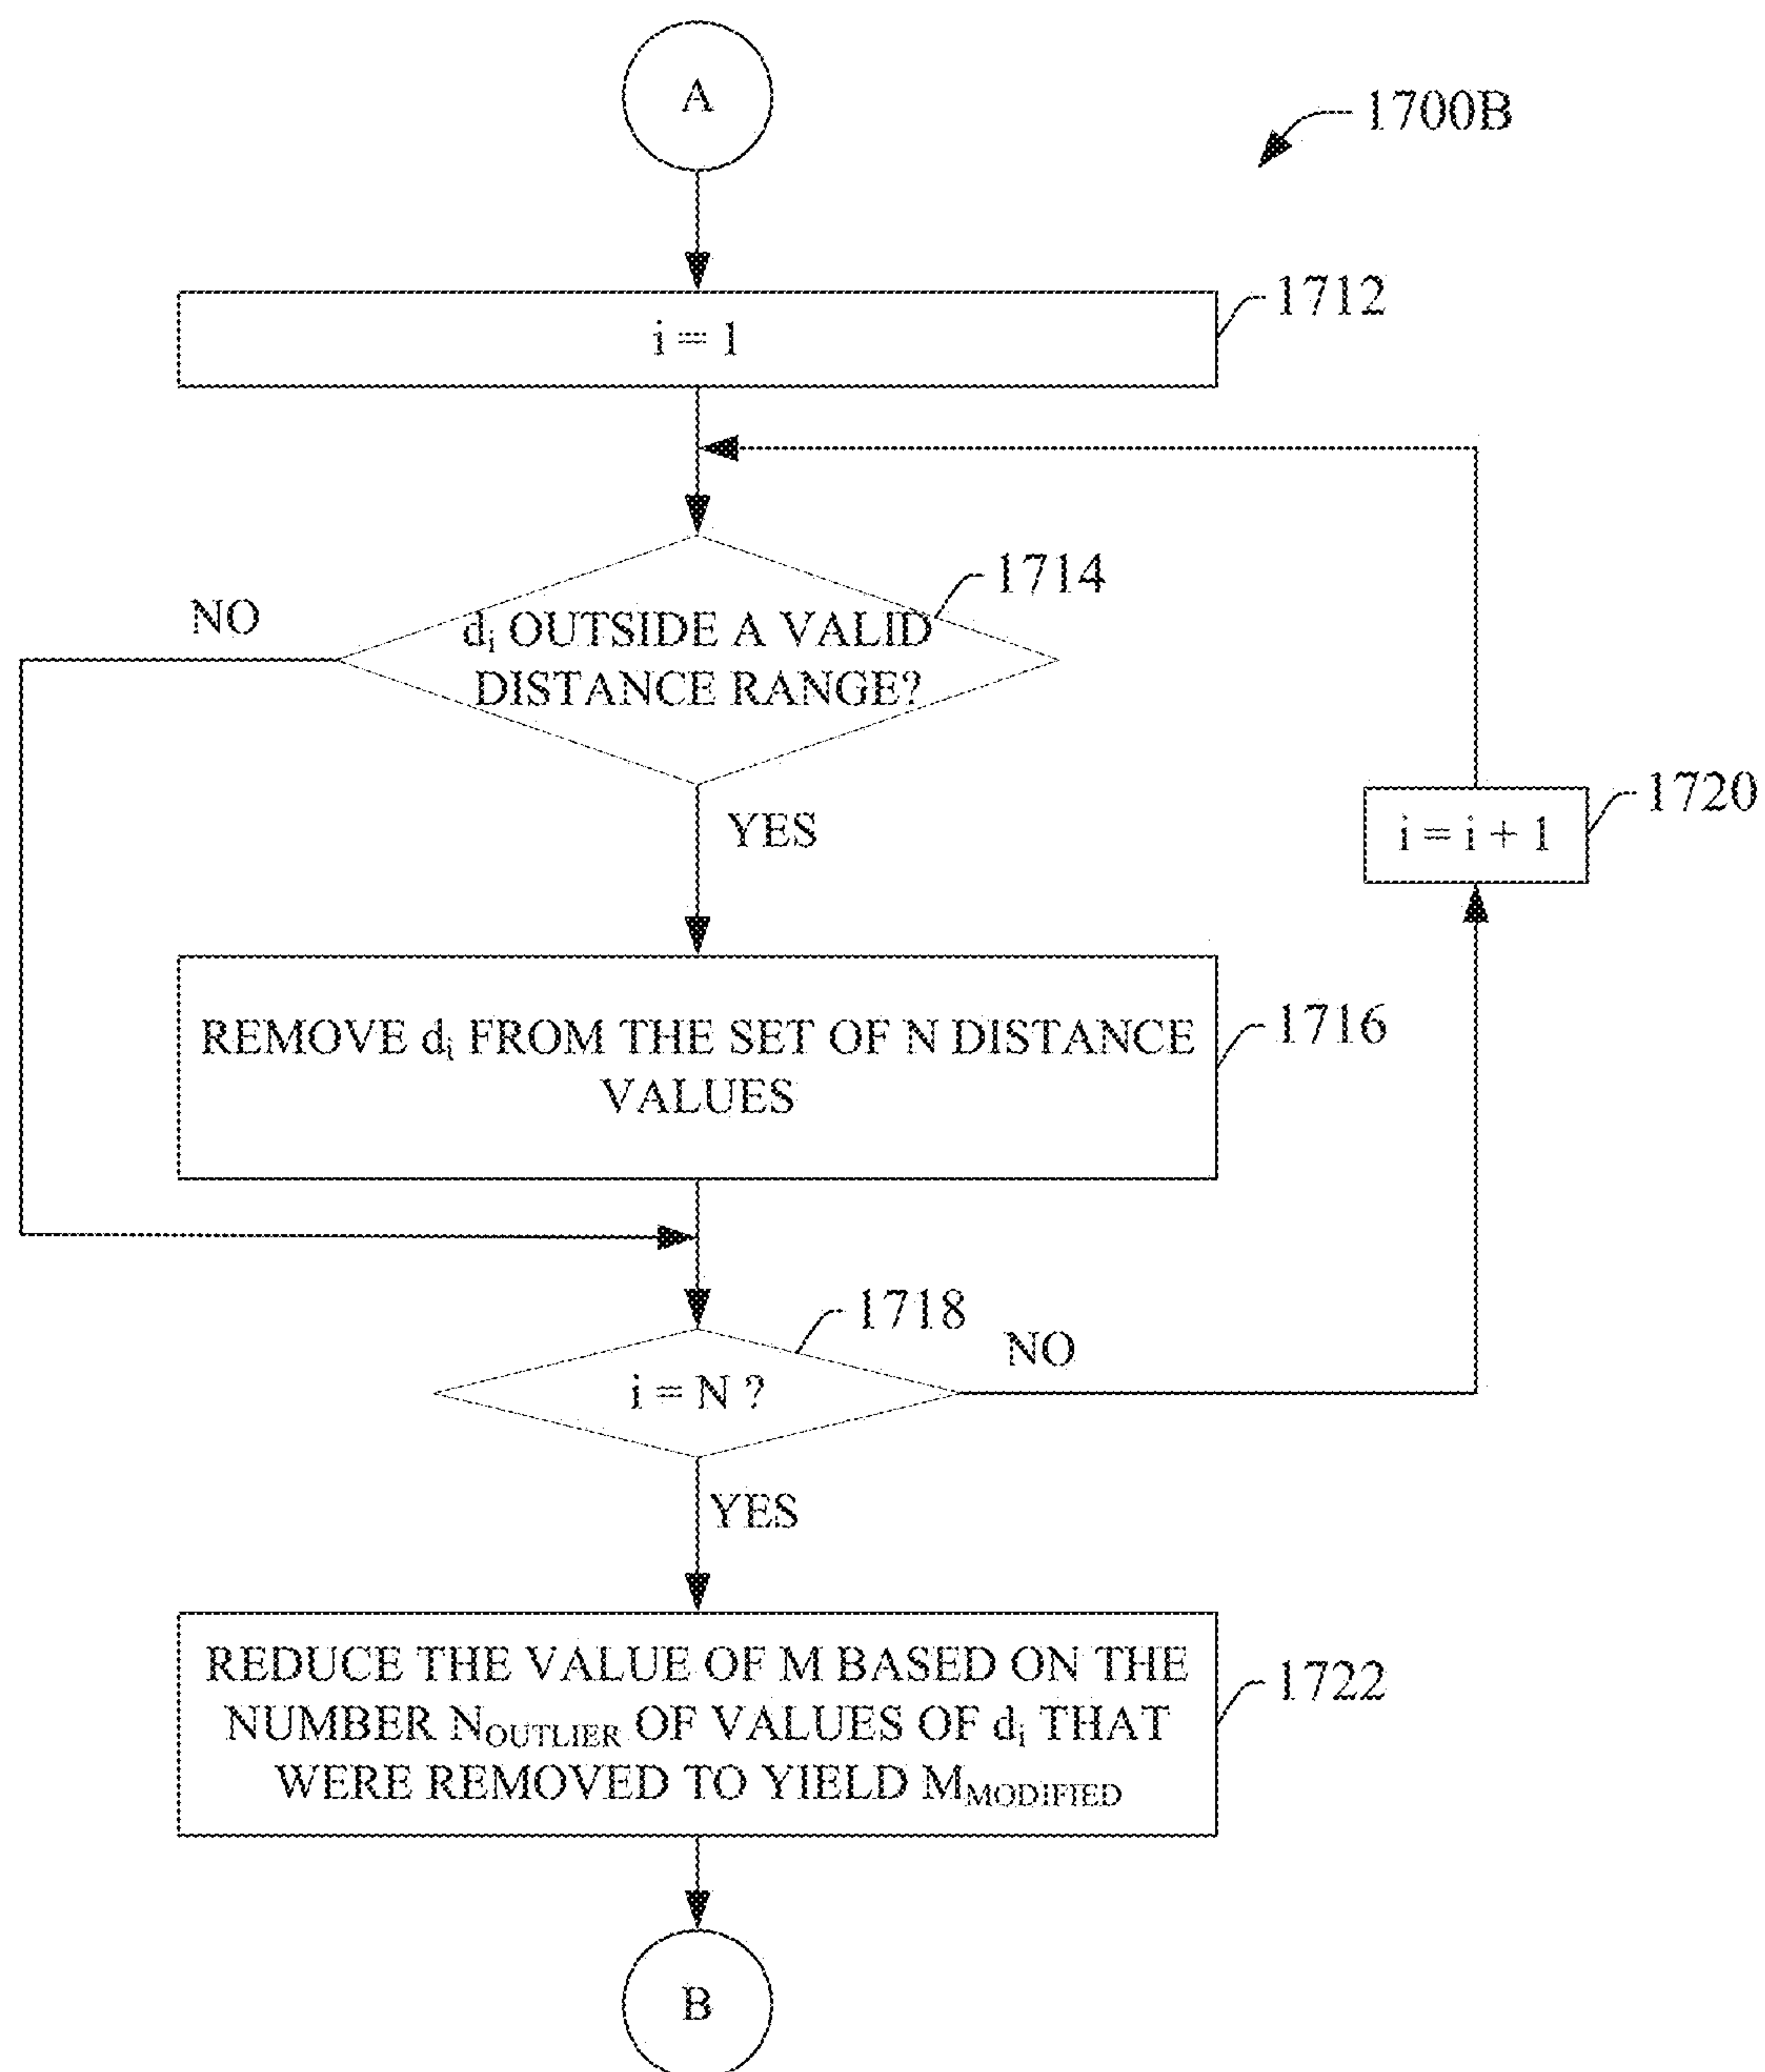 A
1700B
1712
i = 1
1714
NO
dᵢ OUTSIDE A VALID
DISTANCE RANGE?
YES
1720
i = i + 1
1716
REMOVE dᵢ FROM THE SET OF N DISTANCE
VALUES
1718
NO
i = N ?
YES
REDUCE THE VALUE OF M BASED ON THE
NUMBER N_OUTLIER OF VALUES OF dᵢ THAT
WERE REMOVED TO YIELD M_MODIFIED
1722
B